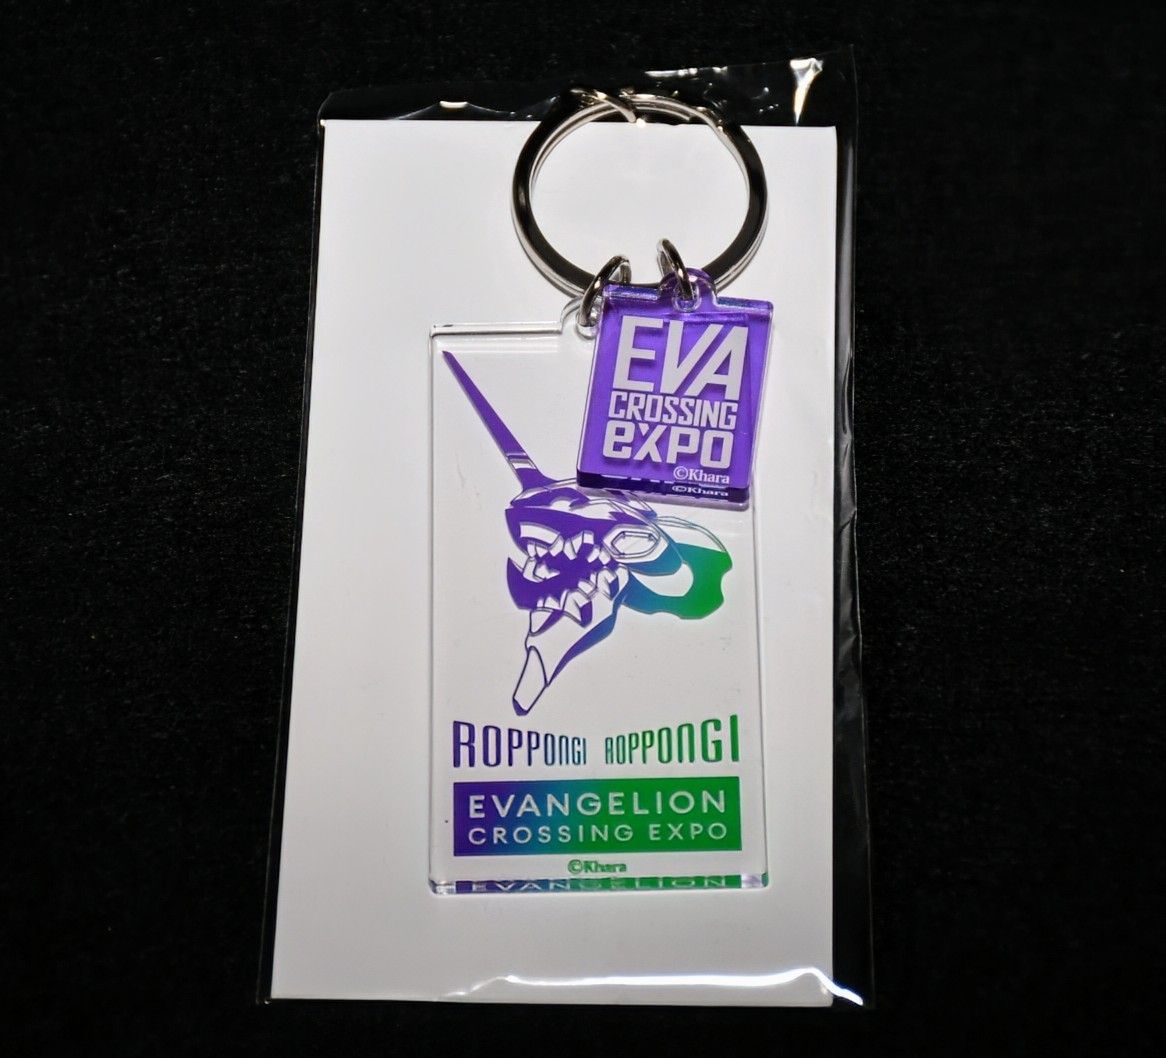 EVA
CROSSING
eXPO
©Khara
©Khara
ROPPONGI ROPPONGI
EVANGELION
CROSSING EXPO
©Khara
EVANGELION